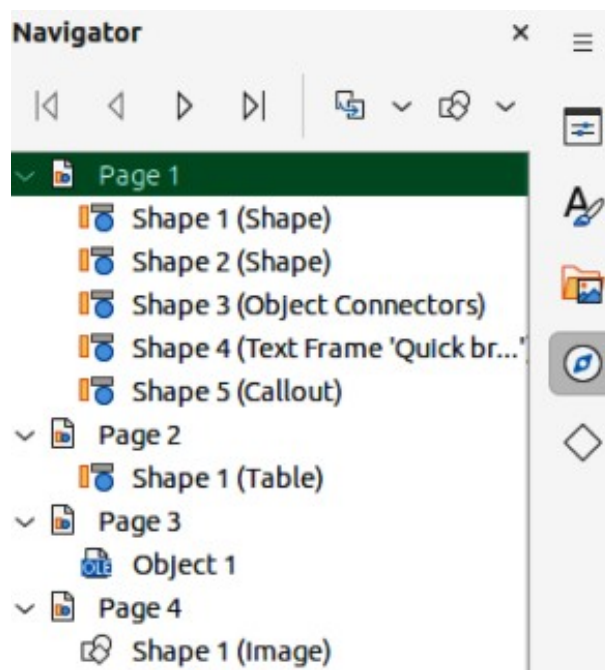 Navigator
Page 1
Shape 1 (Shape)
Shape 2 (Shape)
Shape 3 (Object Connectors)
Shape 4 (Text Frame 'Quick br...'
Shape 5 (Callout)
Page 2
Shape 1 (Table)
Page 3
OLE Object 1
Page 4
Shape 1 (Image)